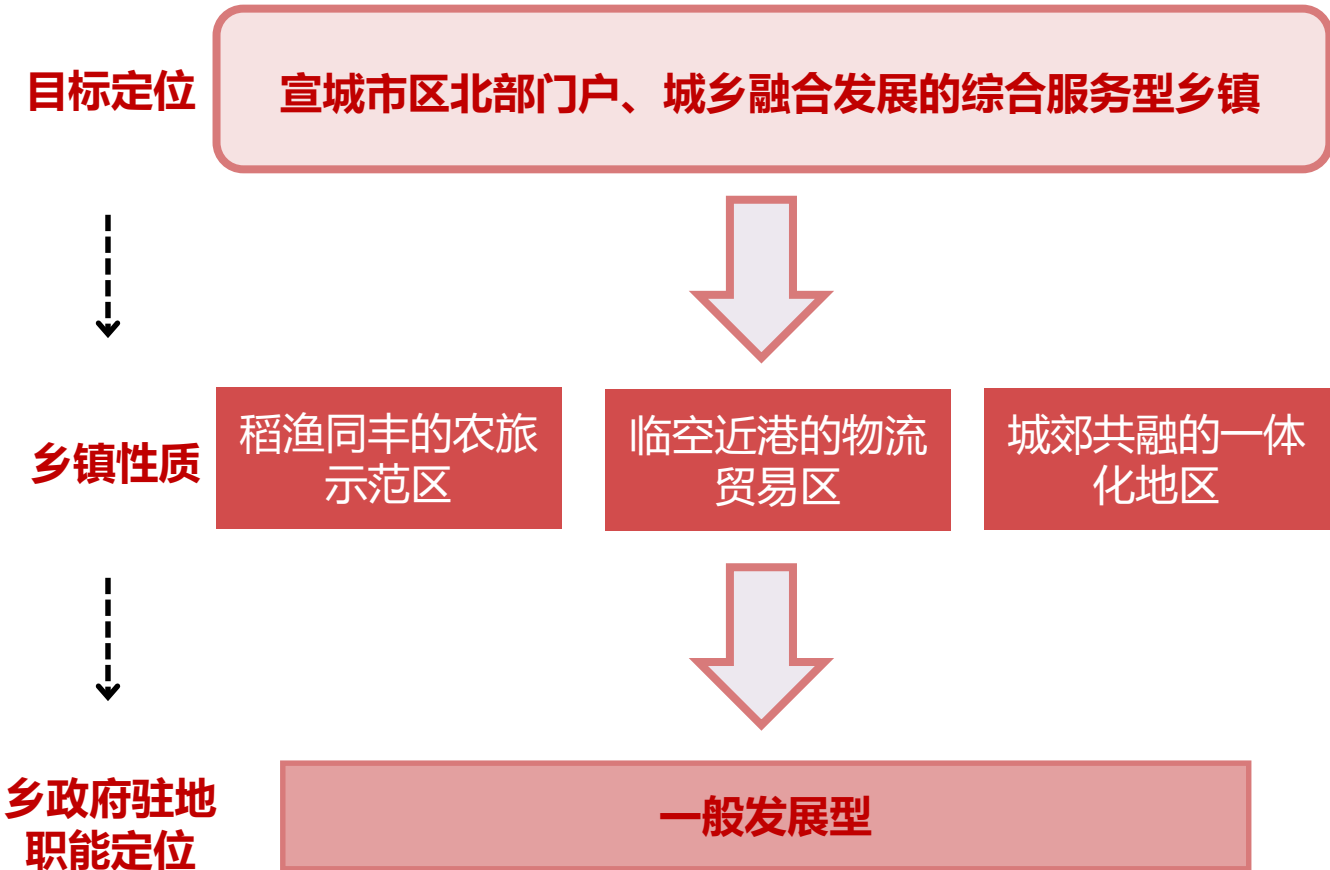 目标定位
宣城市区北部门户、城乡融合发展的综合服务型乡镇
乡镇性质
稻渔同丰的农旅
示范区
临空近港的物流
贸易区
城郊共融的一体
化地区
乡政府驻地
职能定位
一般发展型